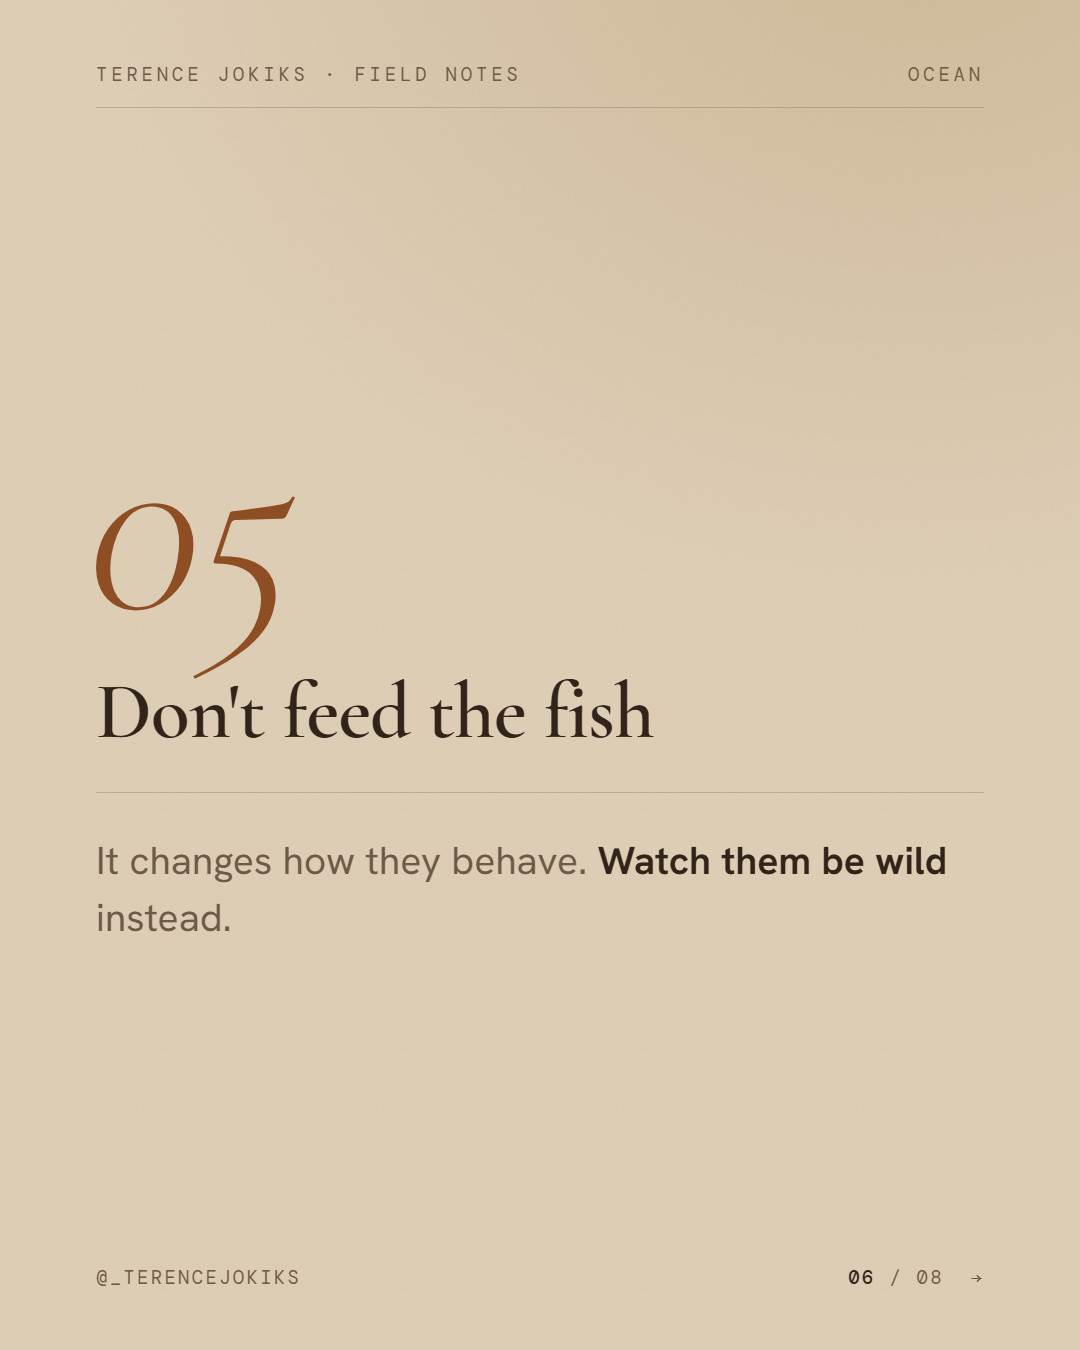 TERENCE JOKIKS · FIELD NOTES
OCEAN
05
Don't feed the fish
It changes how they behave. Watch them be wild
instead.
@_TERENCEJOKIKS
06 / 08 →